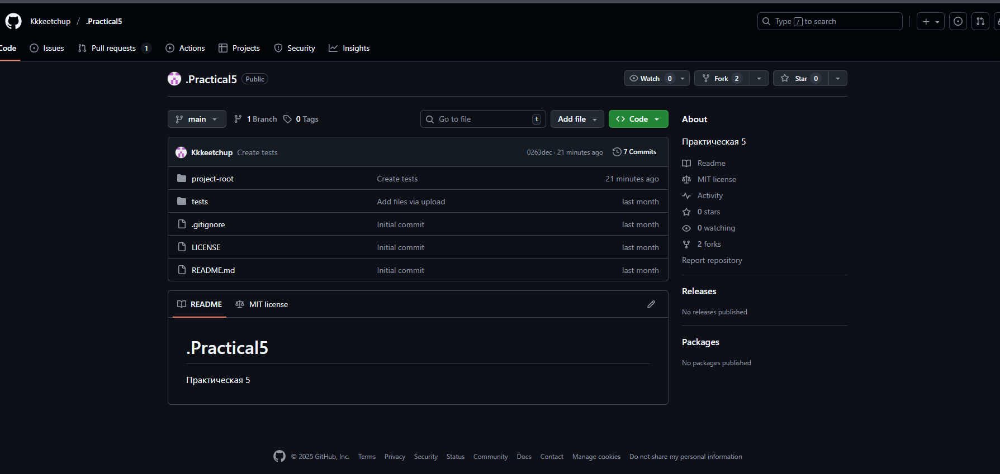 Kkkeetchup / .Practical5
Type / to search
Code Issues Pull requests 1 Actions Projects Security Insights
.Practical5 Public
Watch 0 Fork 2 Star 0
main 1 Branch 0 Tags Go to file t Add file Code
Kkkeetchup Create tests 0263dec · 21 minutes ago 7 Commits
project-root Create tests 21 minutes ago
tests Add files via upload last month
.gitignore Initial commit last month
LICENSE Initial commit last month
README.md Initial commit last month
README MIT license
.Practical5
Практическая 5
About
Практическая 5
Readme
MIT license
Activity
0 stars
0 watching
2 forks
Report repository
Releases
No releases published
Packages
No packages published
© 2025 GitHub, Inc. Terms Privacy Security Status Community Docs Contact Manage cookies Do not share my personal information